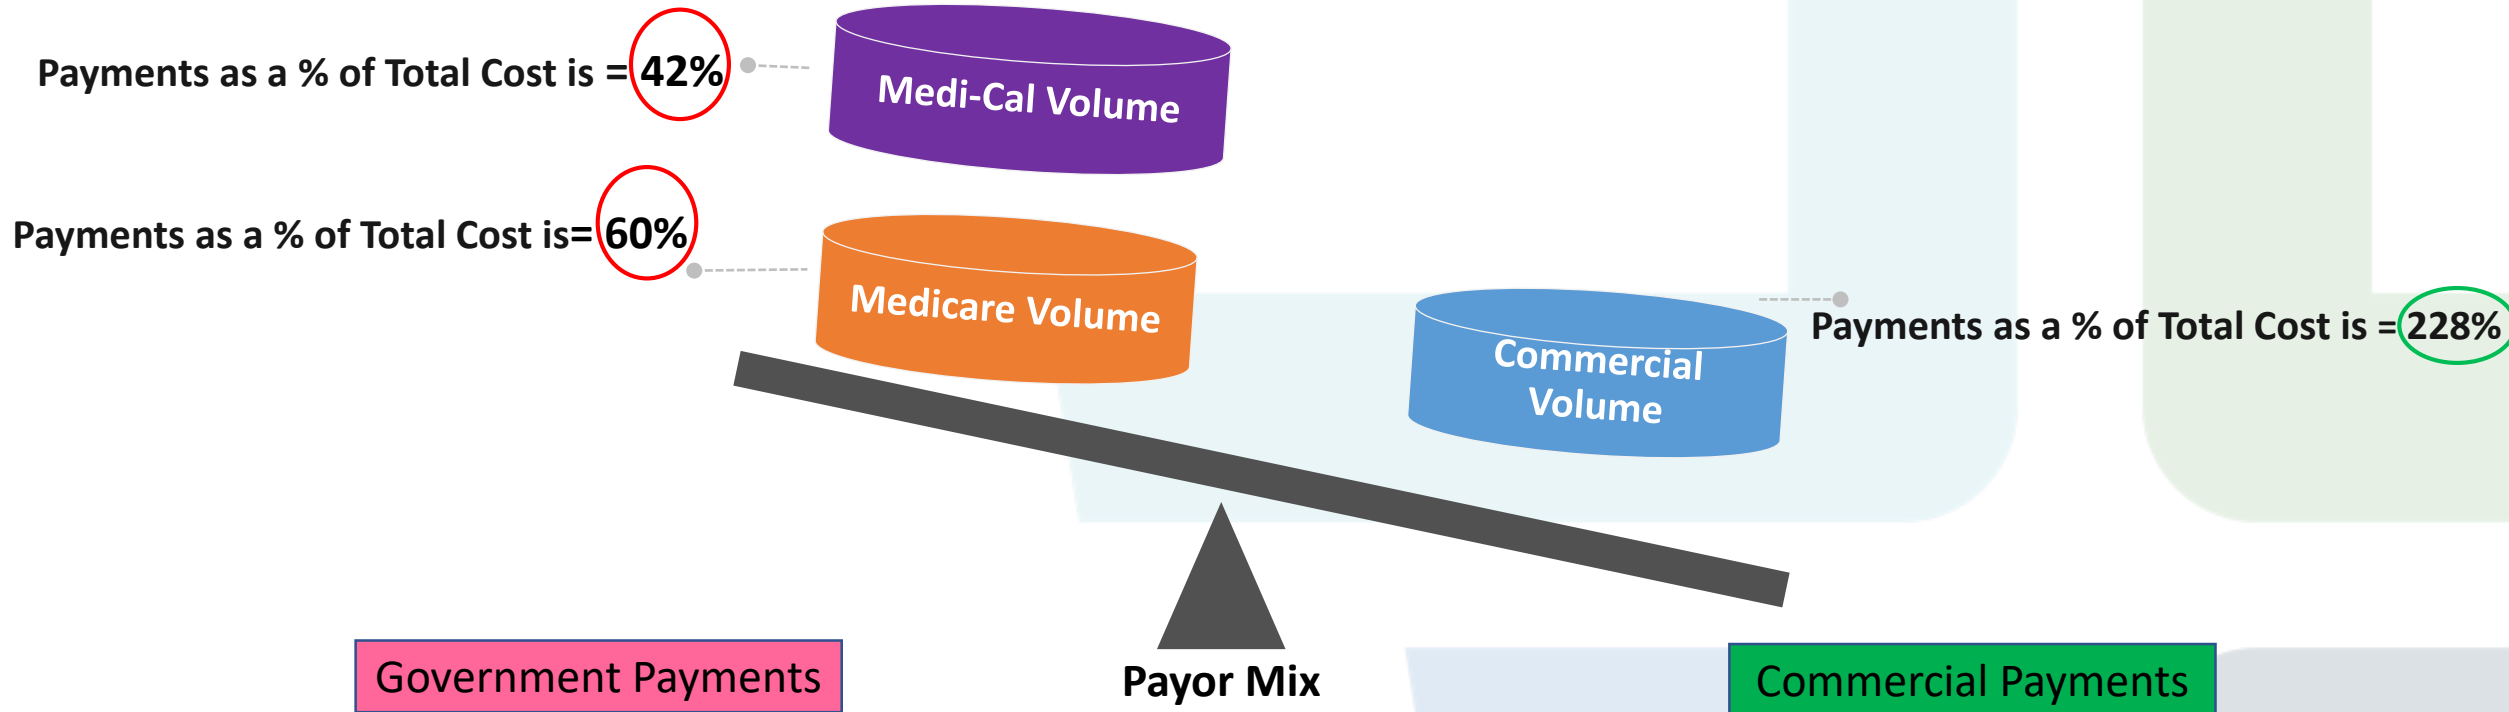 Payments as a % of Total Cost is = 42%
Medi-Cal Volume
Payments as a % of Total Cost is= 60%
Medicare Volume
Commercial
Volume
Payments as a % of Total Cost is = 228%
Government Payments
Payor Mix
Commercial Payments